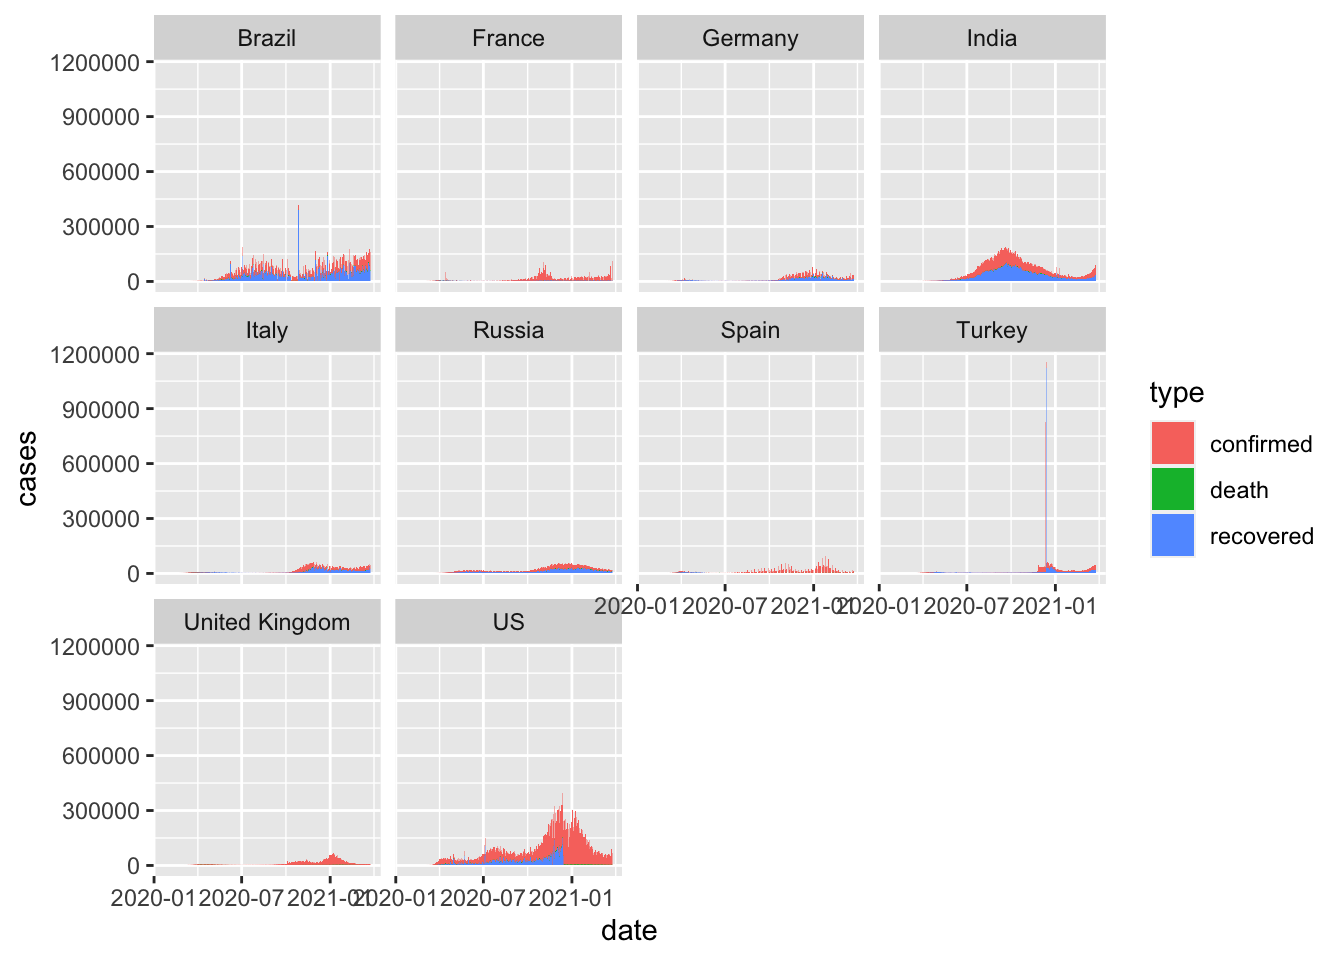 Brazil
France
Germany
India
1200000
900000
600000
300000
0
Italy
Russia
Spain
Turkey
1200000
900000
600000
300000
0
2020-01
2020-07
2021-01
2020-01
2020-07
2021-01
United Kingdom
US
1200000
900000
600000
300000
0
2020-01
2020-07
2021-01
2020-01
2020-07
2021-01
date
cases
type
confirmed
death
recovered